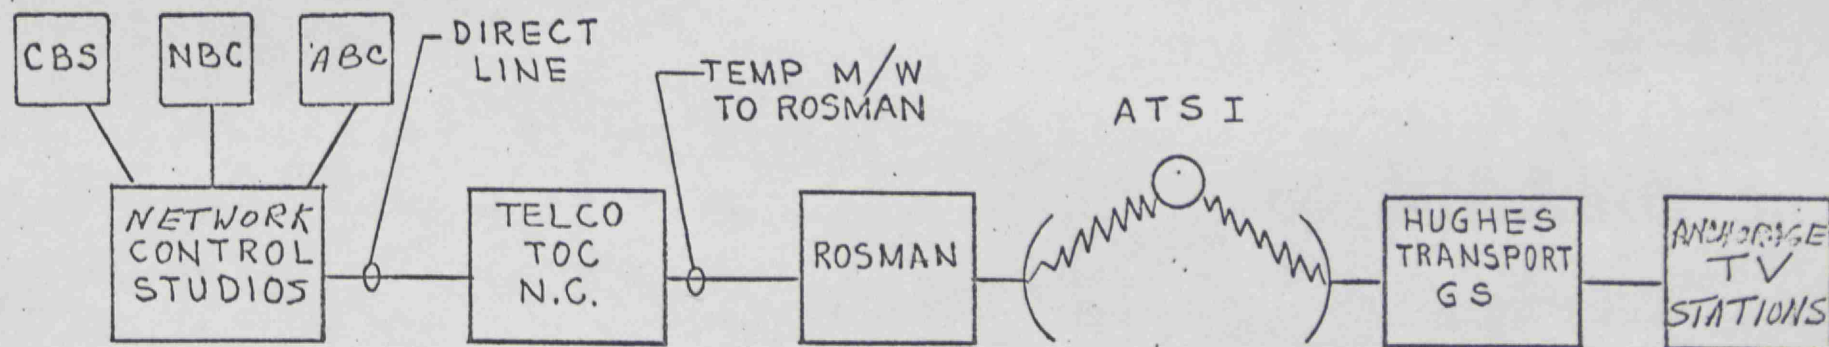 CBS
NBC
ABC
DIRECT
LINE
TEMP M/W
TO ROSMAN
ATS I
NETWORK
CONTROL
STUDIOS
TELCO
TOC
N.C.
ROSMAN
HUGHES
TRANSPORT
GS
ANCHORAGE
TV
STATIONS